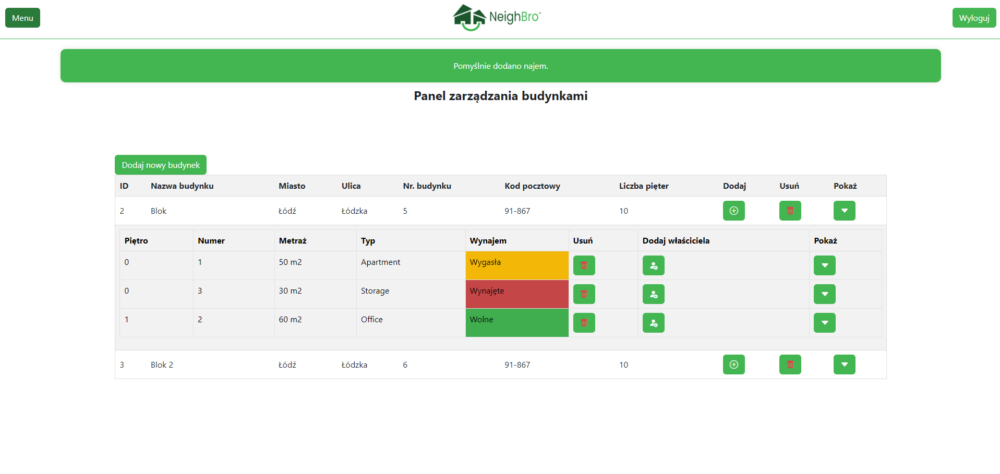 Menu
NeighBro™
Wyloguj
Pomyślnie dodano najem.
Panel zarządzania budynkami
Dodaj nowy budynek
ID Nazwa budynku Miasto Ulica Nr. budynku Kod pocztowy Liczba pięter Dodaj Usuń Pokaż
2 Blok Łódź Łódzka 5 91-867 10
Piętro Numer Metraż Typ Wynajem Usuń Dodaj właściciela Pokaż
0 1 50 m2 Apartment Wygasła
0 3 30 m2 Storage Wynajęte
1 2 60 m2 Office Wolne
3 Blok 2 Łódź Łódzka 6 91-867 10